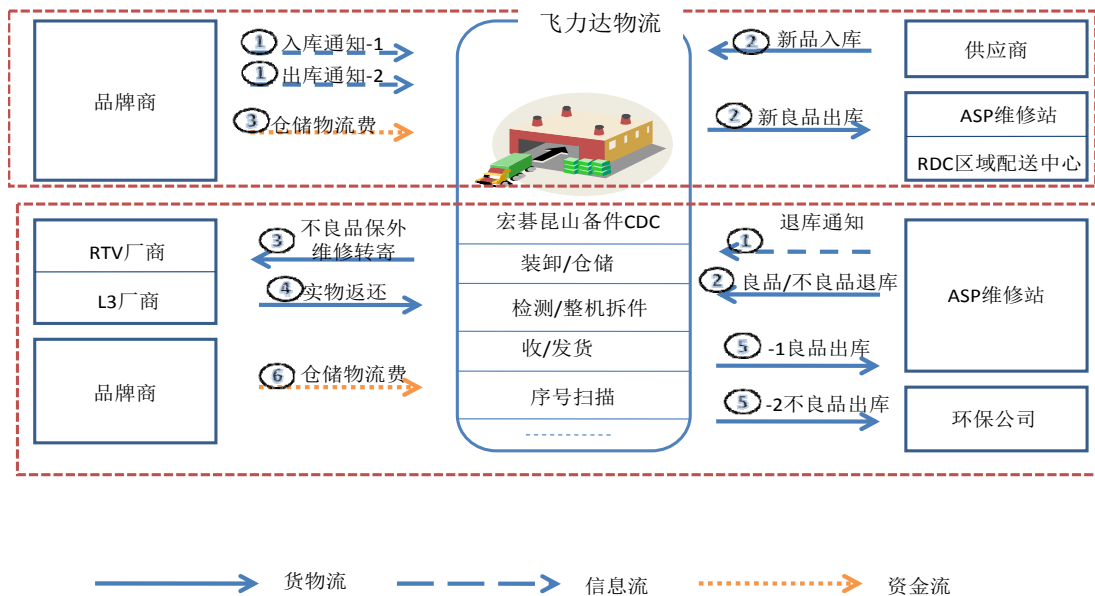 飞力达物流
品牌商
① 入库通知-1
① 出库通知-2
③ 仓储物流费
② 新品入库
② 新良品出库
供应商
ASP维修站
RDC区域配送中心
RTV厂商
L3厂商
品牌商
③ 不良品保外
维修转寄
④ 实物返还
⑥ 仓储物流费
宏碁昆山备件CDC
装卸/仓储
检测/整机拆件
收/发货
序号扫描
退库通知
①
② 良品/不良品退库
⑤ -1良品出库
⑤ -2不良品出库
ASP维修站
环保公司
货物流
信息流
资金流